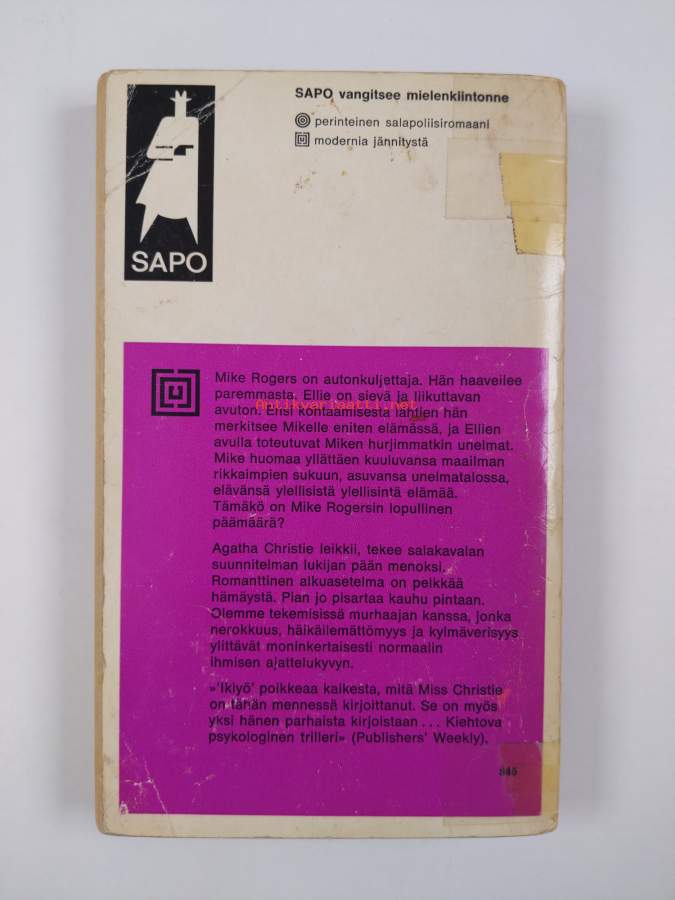 SAPO vangitsee mielenkiintonne
perinteinen salapoliisiromaani
modernia jännitystä
SAPO
Mike Rogers on autonkuljettaja. Hän haaveilee
paremmasta. Ellie on sievä ja liikuttavan
Antikvariaatti.net
avuton. Ensi kohtaamisesta lähtien hän
merkitsee Mikelle eniten elämässä, ja Ellien
avulla toteutuvat Miken hurjimmatkin unelmat.
Mike huomaa yllättäen kuuluvansa maailman
rikkaimpien sukuun, asuvansa unelmatalossa,
elävänsä ylellisistä ylellisintä elämää.
Tämäkö on Mike Rogersin lopullinen
päämäärä?
Agatha Christie leikkii, tekee salakavalan
suunnitelman lukijan pään menoksi.
Romanttinen alkuasetelma on pelkkää
hämäystä. Pian jo pisartaa kauhu pintaan.
Olemme tekemisissä murhaajan kanssa, jonka
nerokkuus, häikäilemättömyys ja kylmäverisyys
ylittävät moninkertaisesti normaalin
ihmisen ajattelukyvyn.
»'Ikiyö' poikkeaa kaikesta, mitä Miss Christie
on tähän mennessä kirjoittanut. Se on myös
yksi hänen parhaista kirjoistaan . . . Kiehtova
psykologinen trilleri» (Publishers' Weekly).